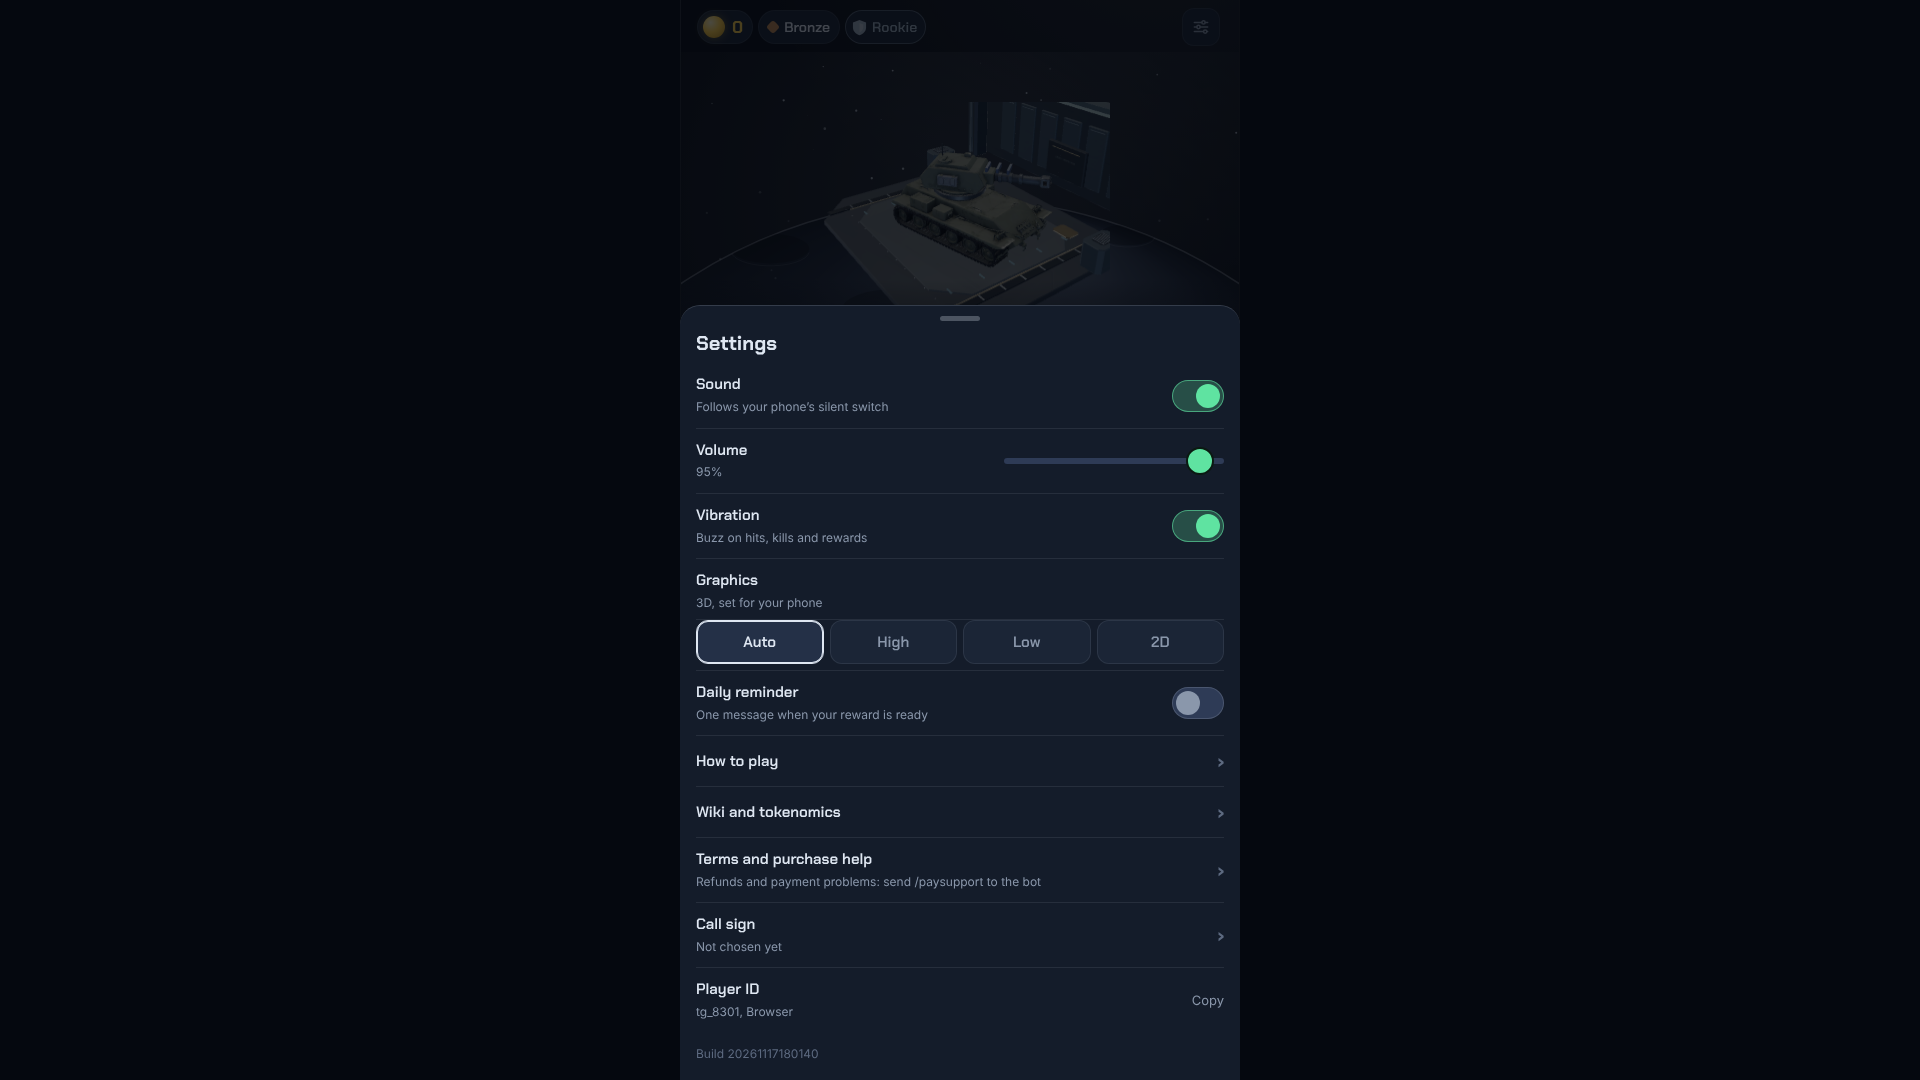 0
Bronze
Rookie
Settings
Sound
Follows your phone’s silent switch
Volume
95%
Vibration
Buzz on hits, kills and rewards
Graphics
3D, set for your phone
Auto
High
Low
2D
Daily reminder
One message when your reward is ready
How to play
Wiki and tokenomics
Terms and purchase help
Refunds and payment problems: send /paysupport to the bot
Call sign
Not chosen yet
Player ID
tg_8301, Browser
Copy
Build 20261117180140